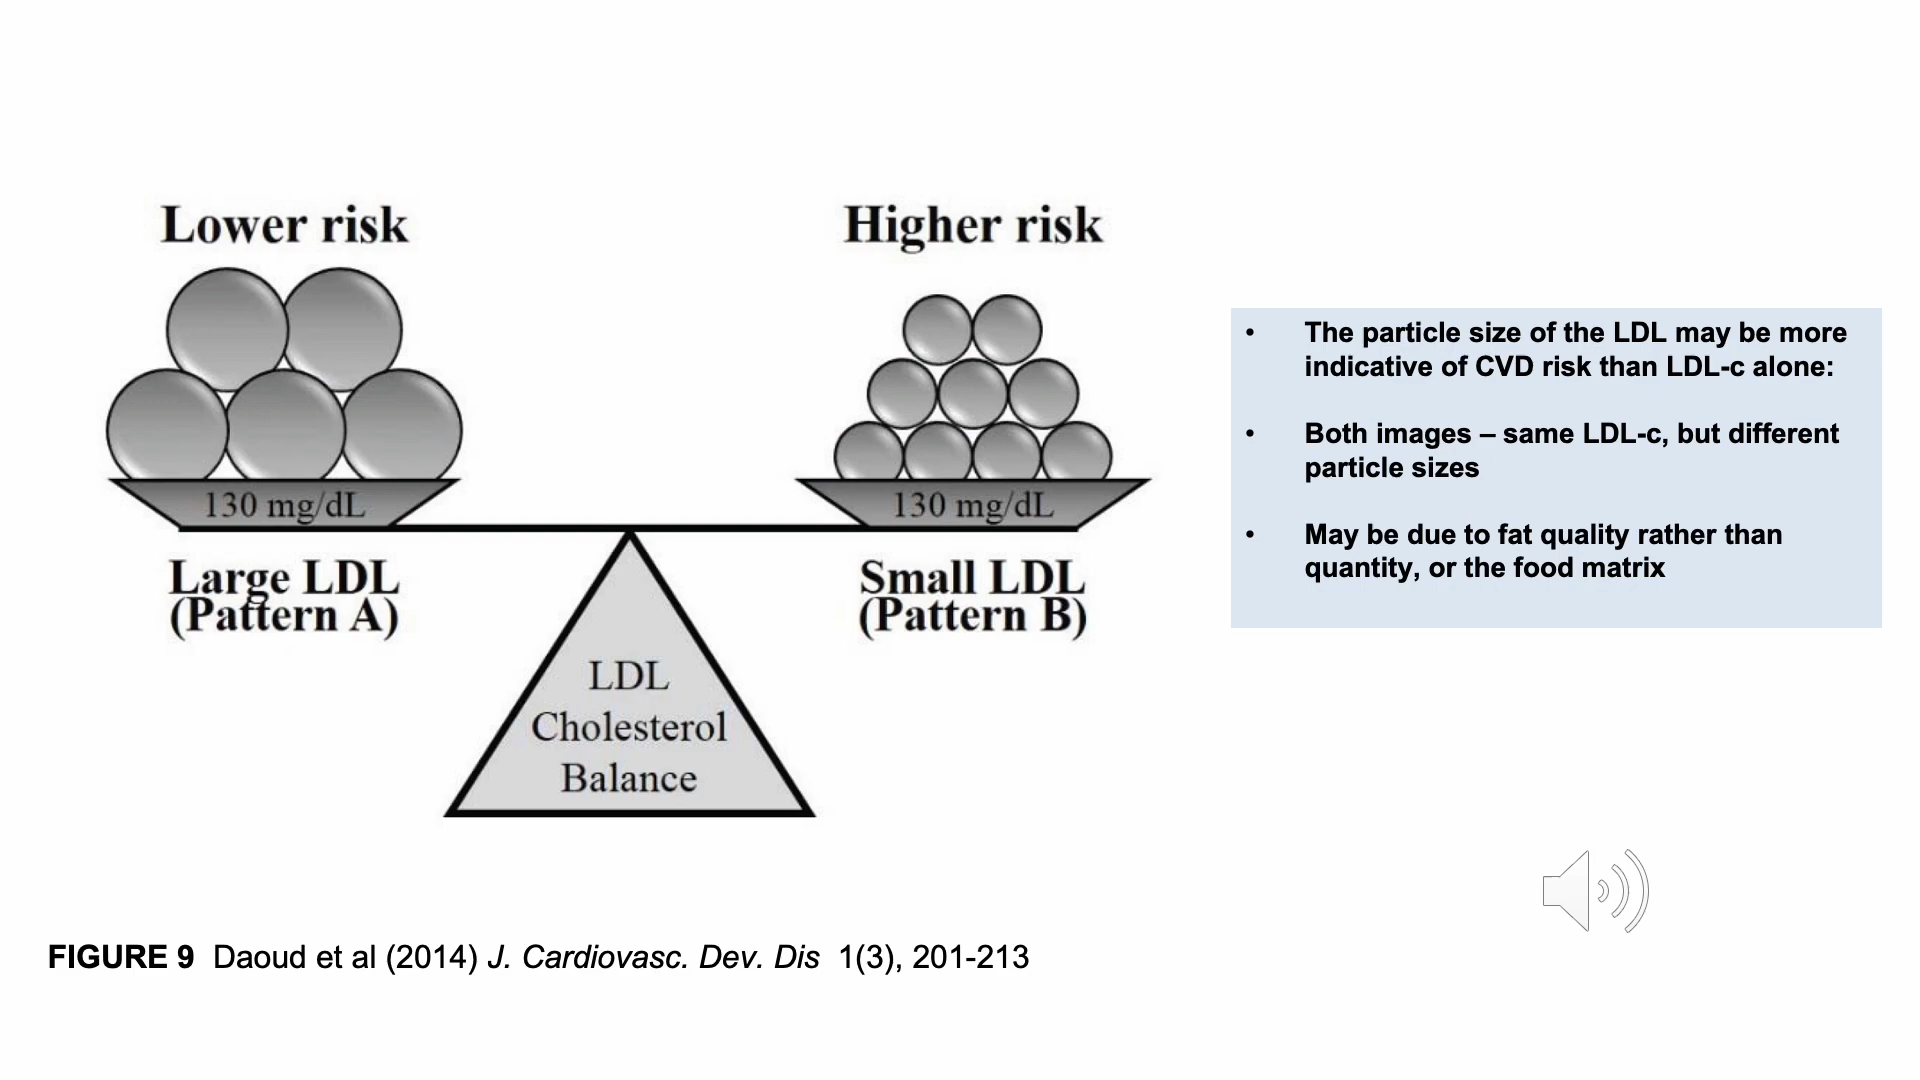 Lower risk
Higher risk
130 mg/dL
130 mg/dL
Large LDL
(Pattern A)
Small LDL
(Pattern B)
LDL
Cholesterol
Balance
• The particle size of the LDL may be more
indicative of CVD risk than LDL-c alone:
• Both images – same LDL-c, but different
particle sizes
• May be due to fat quality rather than
quantity, or the food matrix
FIGURE 9 Daoud et al (2014) J. Cardiovasc. Dev. Dis 1(3), 201-213